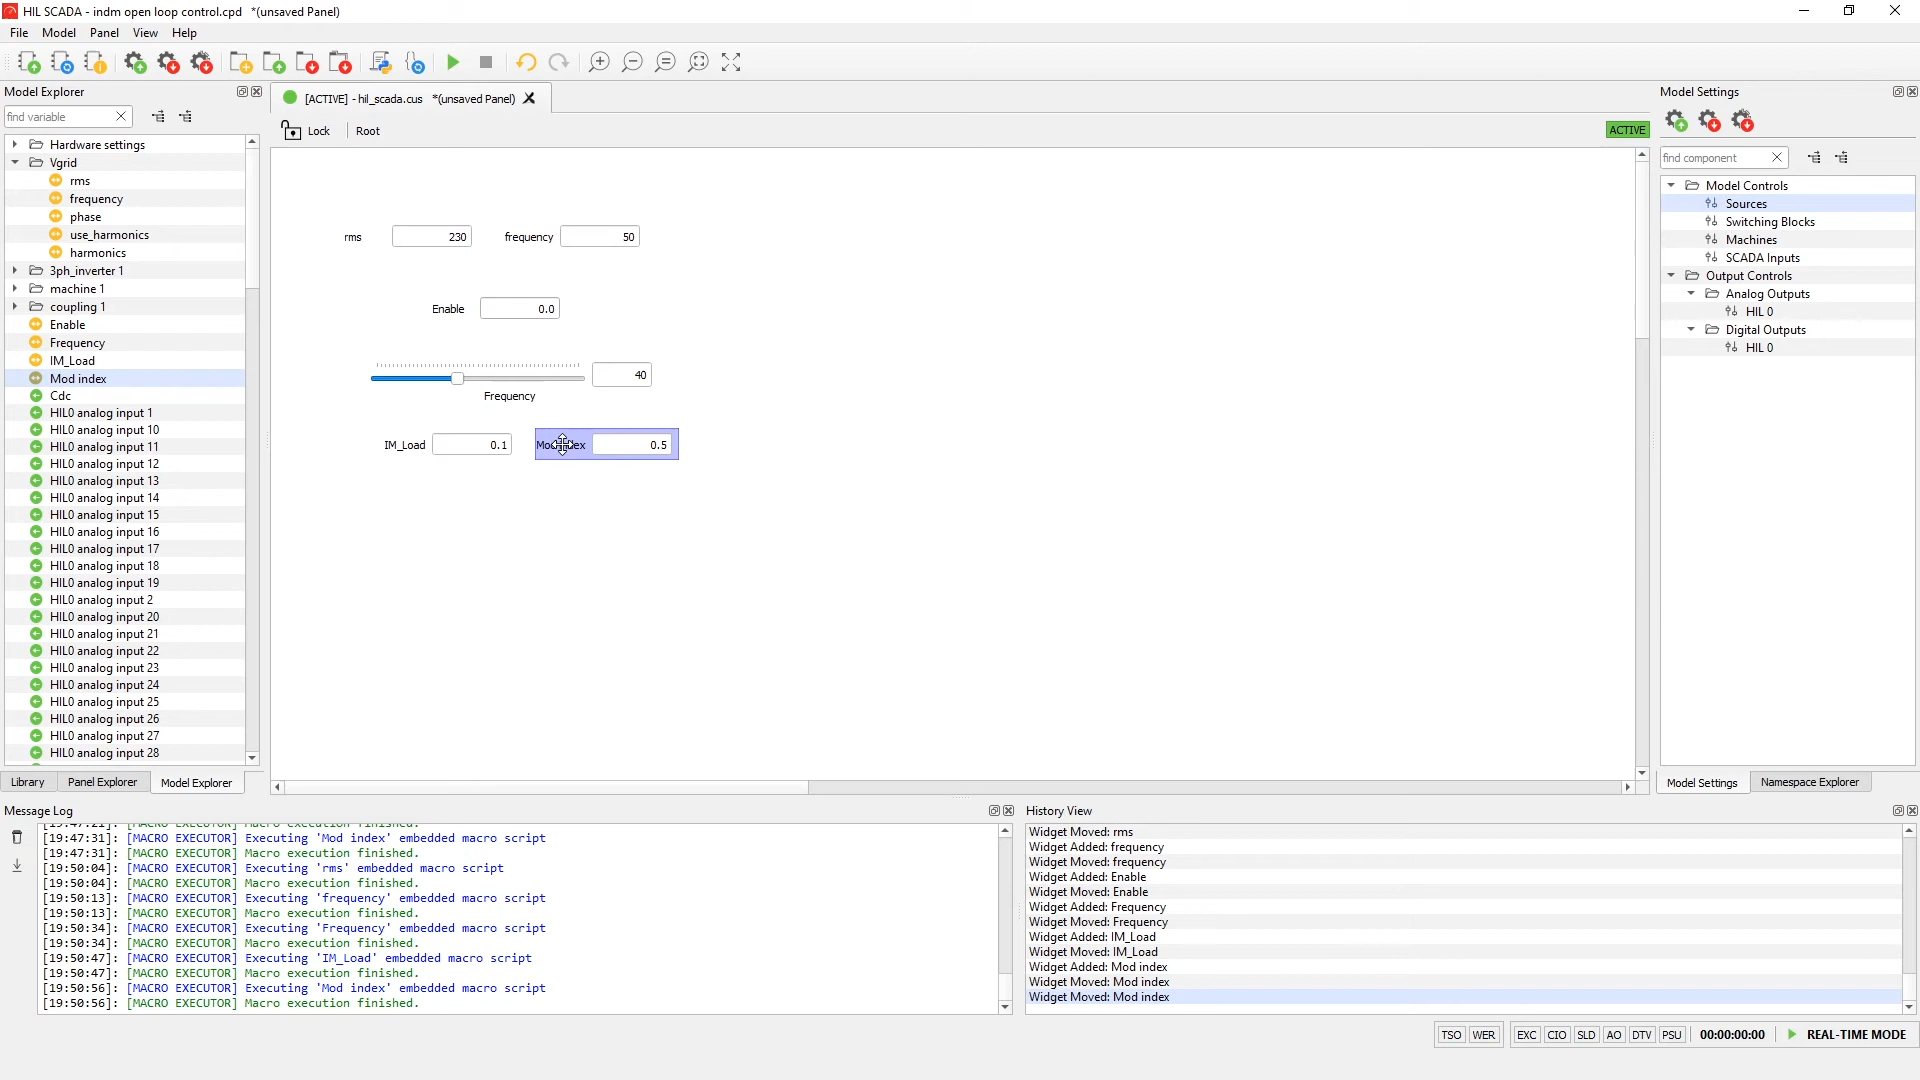 HIL SCADA - indm open loop control.cpd   *(unsaved Panel)
File Model Panel View Help
Model Explorer
find variable
Hardware settings
Vgrid
rms
frequency
phase
use_harmonics
harmonics
3ph_inverter 1
machine 1
coupling 1
Enable
Frequency
IM_Load
Mod index
Cdc
HIL0 analog input 1
HIL0 analog input 10
HIL0 analog input 11
HIL0 analog input 12
HIL0 analog input 13
HIL0 analog input 14
HIL0 analog input 15
HIL0 analog input 16
HIL0 analog input 17
HIL0 analog input 18
HIL0 analog input 19
HIL0 analog input 2
HIL0 analog input 20
HIL0 analog input 21
HIL0 analog input 22
HIL0 analog input 23
HIL0 analog input 24
HIL0 analog input 25
HIL0 analog input 26
HIL0 analog input 27
HIL0 analog input 28
Library Panel Explorer Model Explorer
[ACTIVE] - hil_scada.cus   *(unsaved Panel)
Lock Root
ACTIVE
rms 230 frequency 50
Enable 0.0
40
Frequency
IM_Load 0.1 0.5
Model Settings
find component
Model Controls
Sources
Switching Blocks
Machines
SCADA Inputs
Output Controls
Analog Outputs
HIL 0
Digital Outputs
HIL 0
Model Settings Namespace Explorer
Message Log
[19:47:21]: [MACRO EXECUTOR] Macro execution finished.
[19:47:31]: [MACRO EXECUTOR] Executing 'Mod index' embedded macro script
[19:47:31]: [MACRO EXECUTOR] Macro execution finished.
[19:50:04]: [MACRO EXECUTOR] Executing 'rms' embedded macro script
[19:50:04]: [MACRO EXECUTOR] Macro execution finished.
[19:50:13]: [MACRO EXECUTOR] Executing 'frequency' embedded macro script
[19:50:13]: [MACRO EXECUTOR] Macro execution finished.
[19:50:34]: [MACRO EXECUTOR] Executing 'Frequency' embedded macro script
[19:50:34]: [MACRO EXECUTOR] Macro execution finished.
[19:50:47]: [MACRO EXECUTOR] Executing 'IM_Load' embedded macro script
[19:50:47]: [MACRO EXECUTOR] Macro execution finished.
[19:50:56]: [MACRO EXECUTOR] Executing 'Mod index' embedded macro script
[19:50:56]: [MACRO EXECUTOR] Macro execution finished.
History View
Widget Moved: rms
Widget Added: frequency
Widget Moved: frequency
Widget Added: Enable
Widget Moved: Enable
Widget Added: Frequency
Widget Moved: Frequency
Widget Added: IM_Load
Widget Moved: IM_Load
Widget Added: Mod index
Widget Moved: Mod index
Widget Moved: Mod index
TSO WER EXC CIO SLD AO DTV PSU 00:00:00:00 REAL-TIME MODE